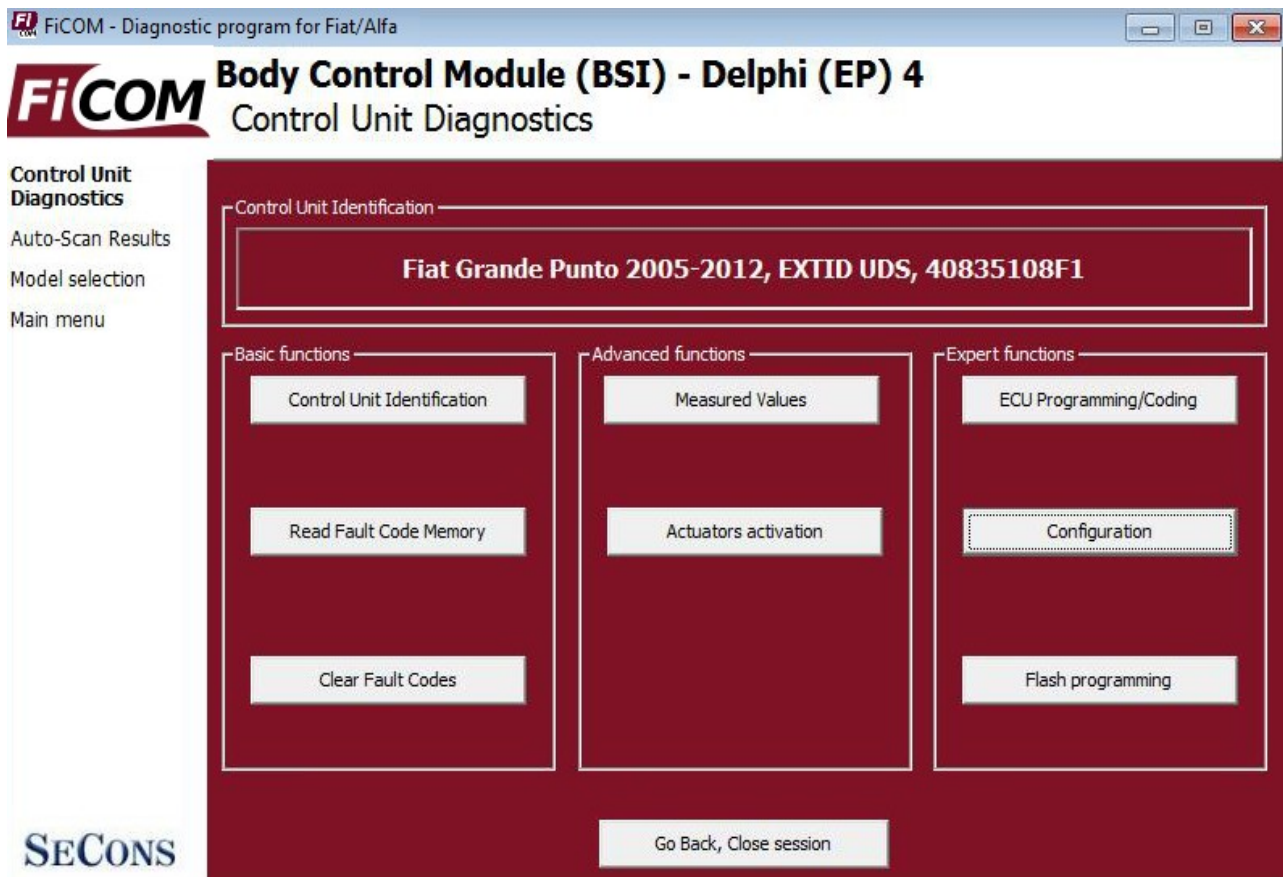 FiCOM - Diagnostic program for Fiat/Alfa
FiCOM
Body Control Module (BSI) - Delphi (EP) 4
Control Unit Diagnostics
Control Unit
Diagnostics
Auto-Scan Results
Model selection
Main menu
Control Unit Identification
Fiat Grande Punto 2005-2012, EXTID UDS, 40835108F1
Basic functions
Control Unit Identification
Read Fault Code Memory
Clear Fault Codes
Advanced functions
Measured Values
Actuators activation
Expert functions
ECU Programming/Coding
Configuration
Flash programming
Go Back, Close session
SECONS